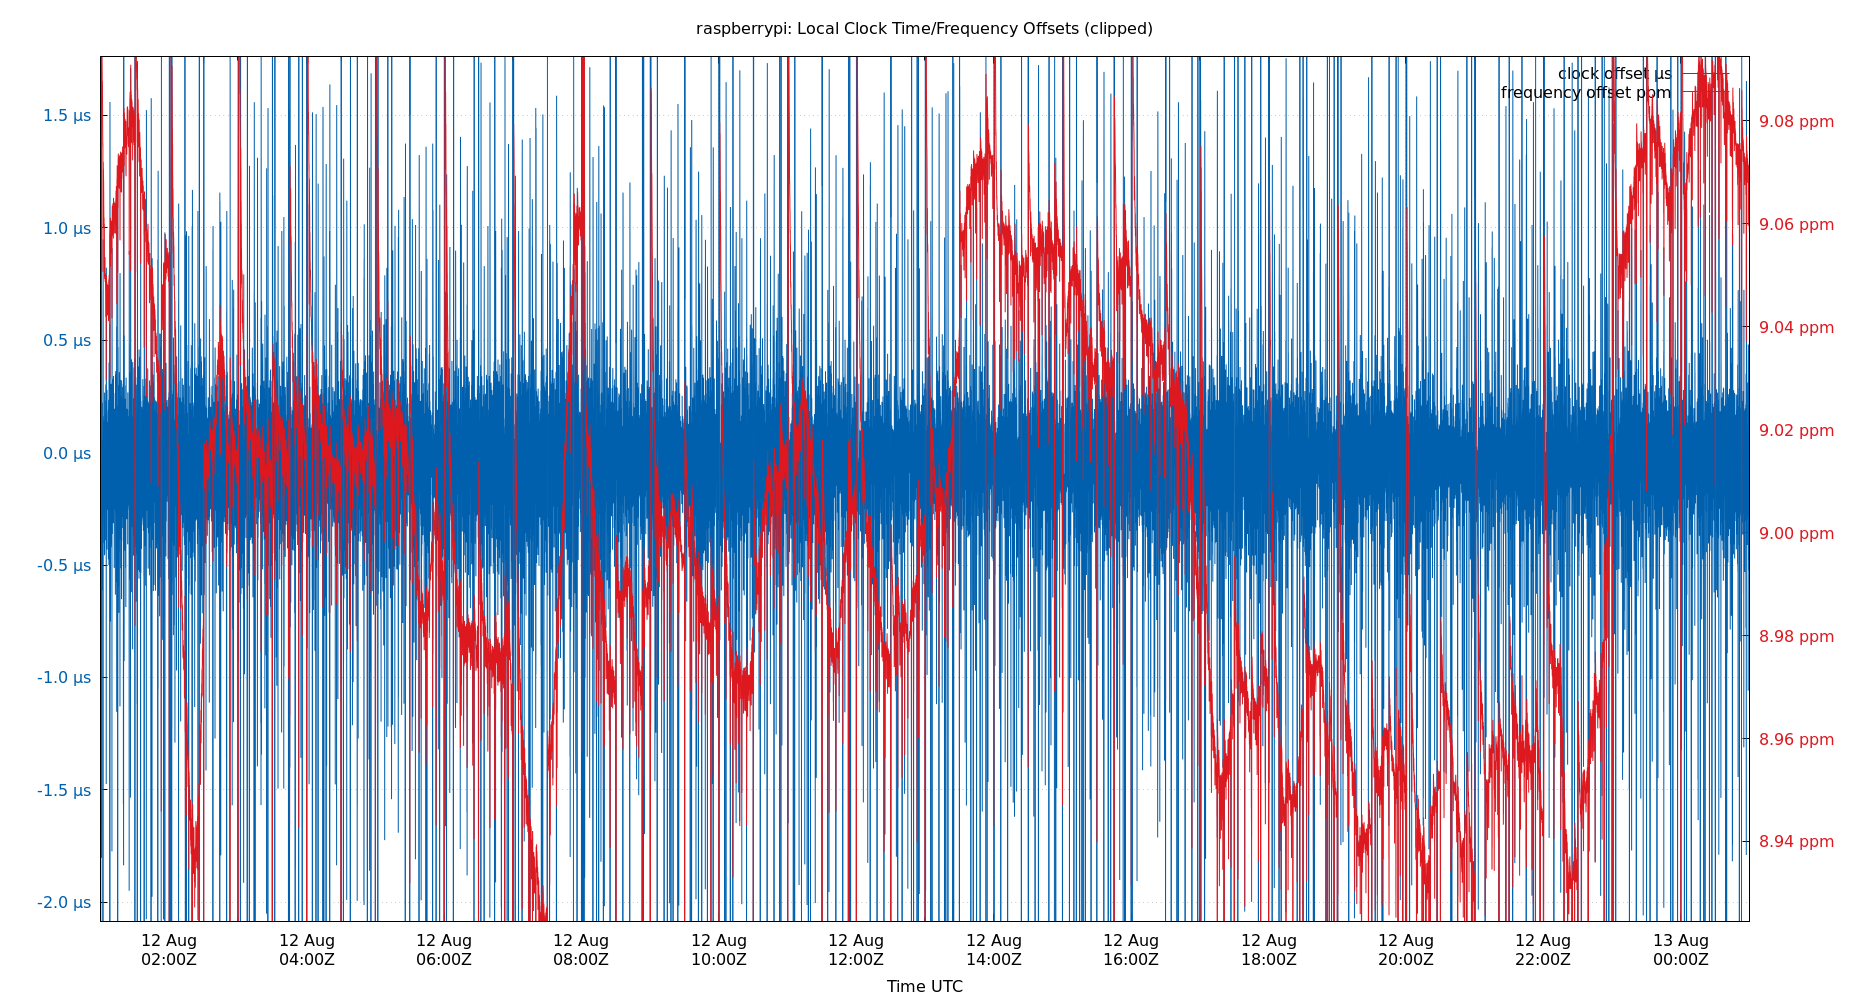 raspberrypi: Local Clock Time/Frequency Offsets (clipped)
clock offset µs
frequency offset ppm
1.5 µs
1.0 µs
0.5 µs
0.0 µs
-0.5 µs
-1.0 µs
-1.5 µs
-2.0 µs
9.08 ppm
9.06 ppm
9.04 ppm
9.02 ppm
9.00 ppm
8.98 ppm
8.96 ppm
8.94 ppm
12 Aug 12 Aug 12 Aug 12 Aug 12 Aug 12 Aug 12 Aug 12 Aug 12 Aug 12 Aug 12 Aug 13 Aug
02:00Z 04:00Z 06:00Z 08:00Z 10:00Z 12:00Z 14:00Z 16:00Z 18:00Z 20:00Z 22:00Z 00:00Z
Time UTC